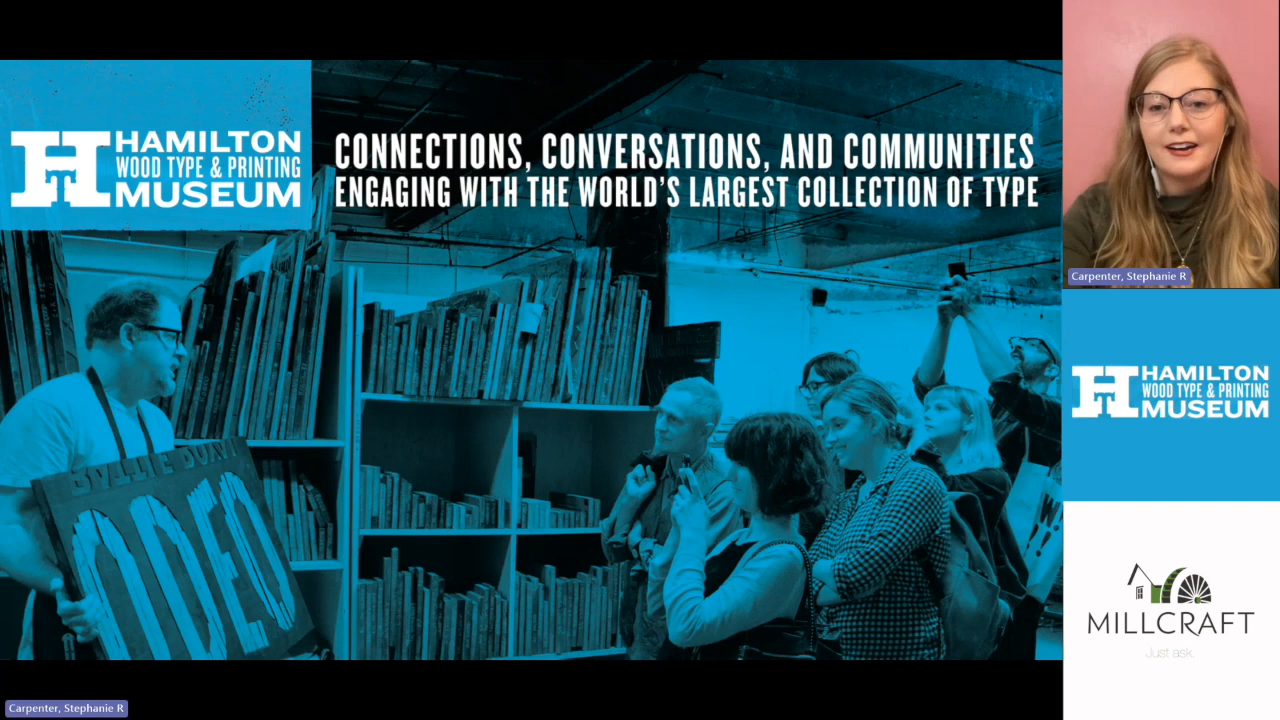 HAMILTON
WOOD TYPE & PRINTING
MUSEUM
CONNECTIONS, CONVERSATIONS, AND COMMUNITIES
ENGAGING WITH THE WORLD'S LARGEST COLLECTION OF TYPE
Carpenter, Stephanie R
HAMILTON
WOOD TYPE & PRINTING
MUSEUM
MILLCRAFT
Just ask.
Carpenter, Stephanie R